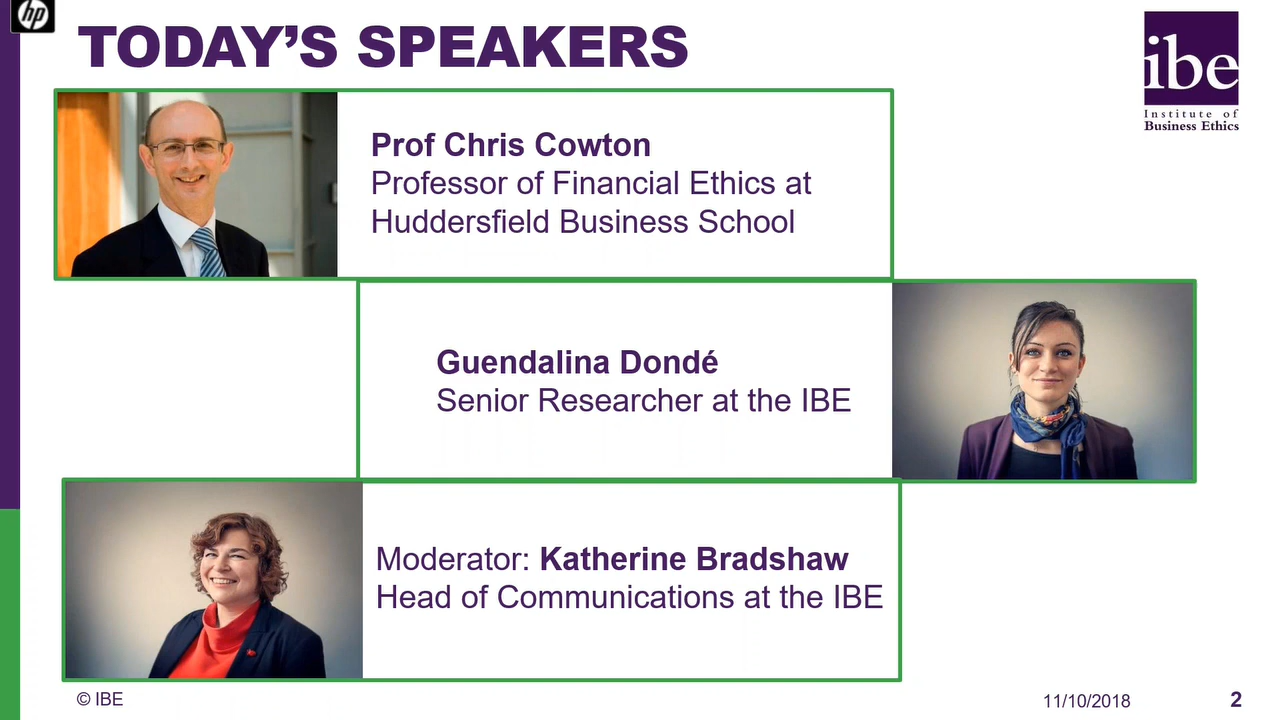 hp
TODAY’S SPEAKERS
ibe
Institute of
Business Ethics
Prof Chris Cowton
Professor of Financial Ethics at
Huddersfield Business School
Guendalina Dondé
Senior Researcher at the IBE
Moderator: Katherine Bradshaw
Head of Communications at the IBE
© IBE
11/10/2018
2